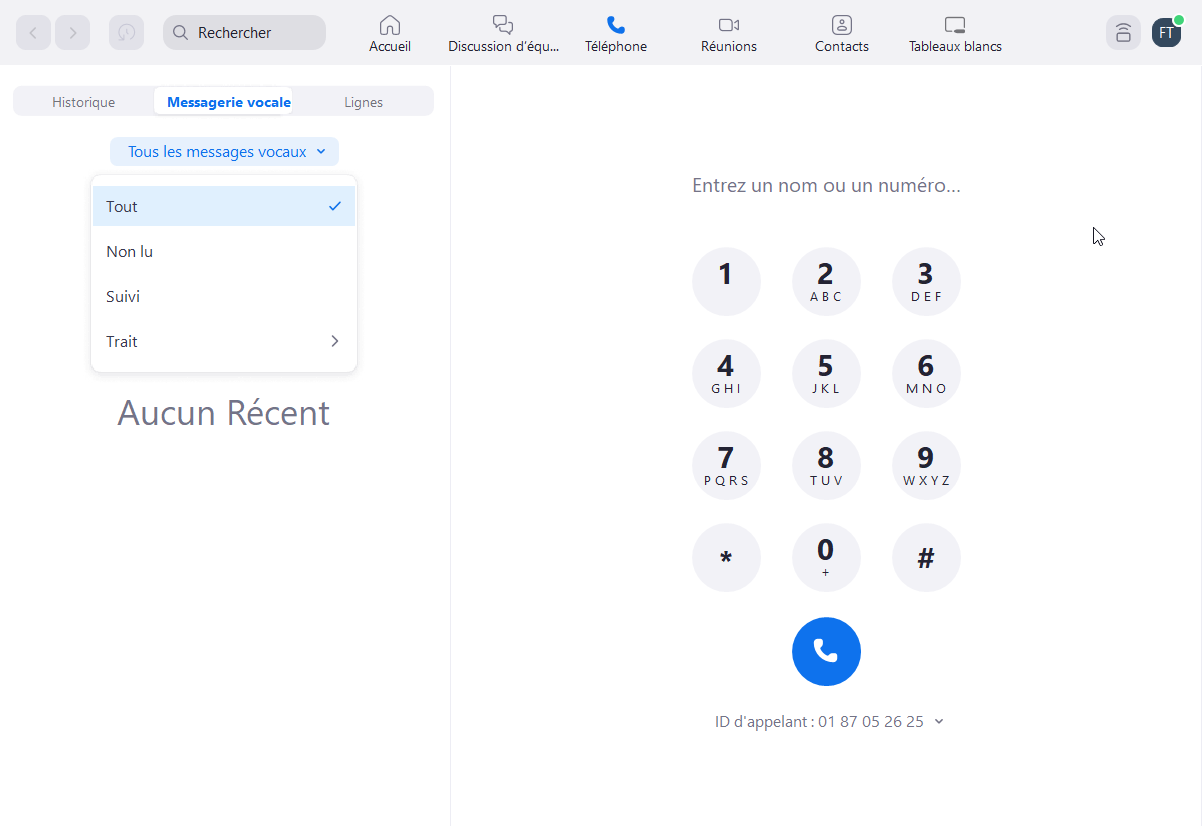 Rechercher
Accueil
Discussion d'équ...
Téléphone
Réunions
Contacts
Tableaux blancs
FT
Historique
Messagerie vocale
Lignes
Tous les messages vocaux
Tout
Non lu
Suivi
Trait
Aucun Récent
Entrez un nom ou un numéro...
1
2
ABC
3
DEF
4
GHI
5
JKL
6
MNO
7
PQRS
8
TUV
9
WXYZ
*
0
+
#
ID d'appelant : 01 87 05 26 25